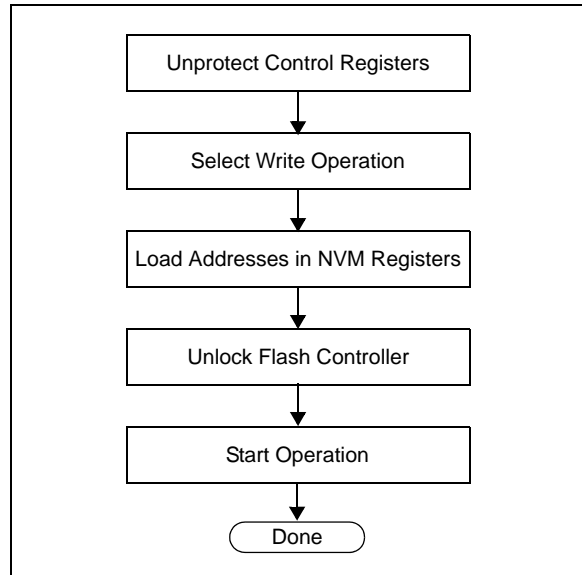 Unprotect Control Registers
Select Write Operation
Load Addresses in NVM Registers
Unlock Flash Controller
Start Operation
Done